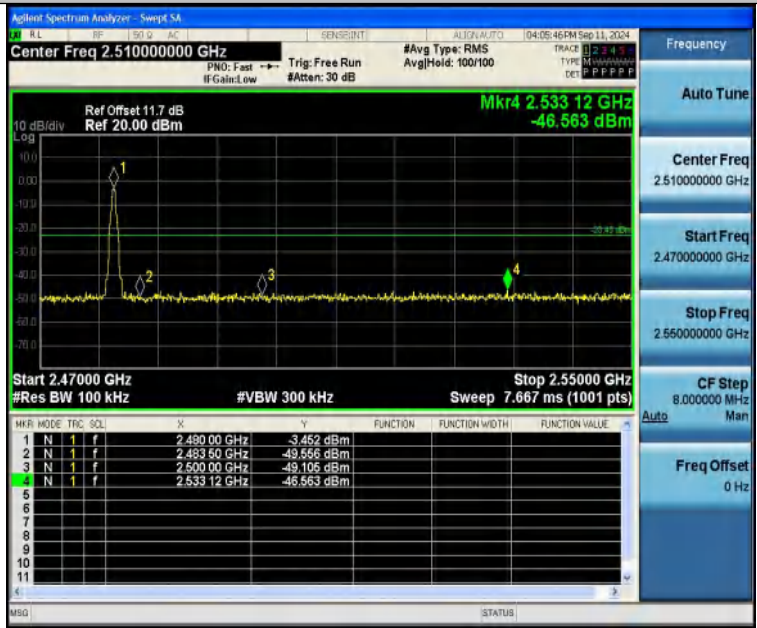 Agilent Spectrum Analyzer - Swept SA
RL RF 50 Ω AC SENSE:INT ALIGNAUTO 04:05:46PM Sep 11, 2024
Center Freq 2.510000000 GHz
PNO: Fast
IFGain:Low
Trig: Free Run
#Atten: 30 dB
#Avg Type: RMS
Avg|Hold: 100/100
TRACE 1 2 3 4 5
TYPE M
DET P P P P P P
Frequency
Auto Tune
Center Freq
2.510000000 GHz
Start Freq
2.470000000 GHz
Stop Freq
2.550000000 GHz
CF Step
8.000000 MHz
Auto Man
Freq Offset
0 Hz
10 dB/div
Log
Ref Offset 11.7 dB
Ref 20.00 dBm
Mkr4 2.533 12 GHz
-46.563 dBm
10.0
0.00
-10.0
-20.0
-30.0
-40.0
-50.0
-60.0
-70.0
1
2
3
4
Start 2.47000 GHz
#Res BW 100 kHz
#VBW 300 kHz
Stop 2.55000 GHz
Sweep 7.667 ms (1001 pts)
MKR MODE TRC SCL X Y FUNCTION FUNCTION WIDTH FUNCTION VALUE
1 N 1 f 2.480 00 GHz -3.452 dBm
2 N 1 f 2.483 50 GHz -49.556 dBm
3 N 1 f 2.500 00 GHz -49.105 dBm
4 N 1 f 2.533 12 GHz -46.563 dBm
5
6
7
8
9
10
11
MSG STATUS